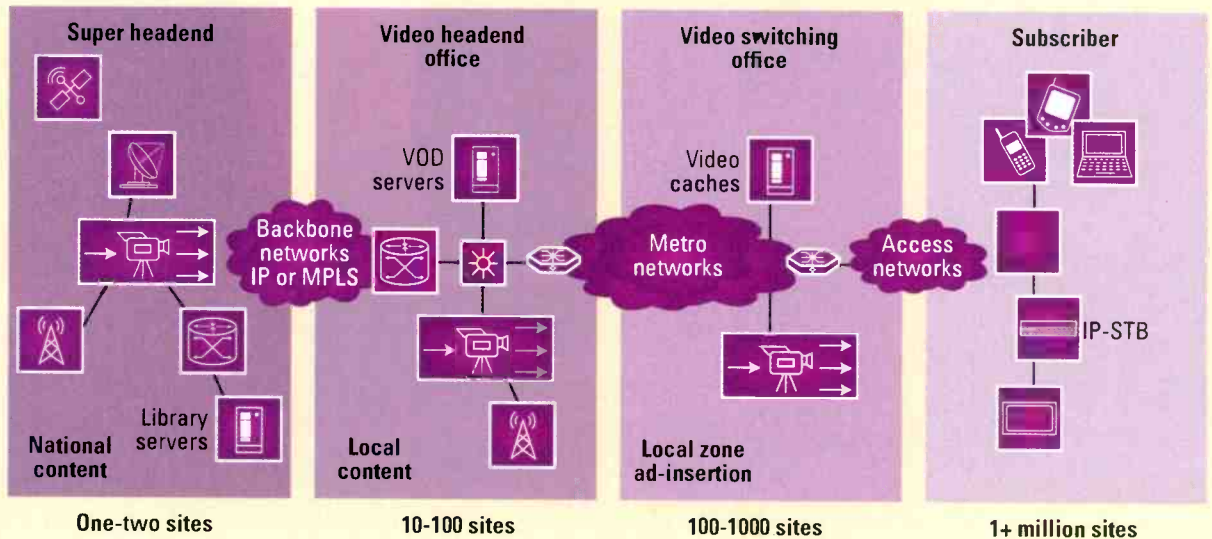 Super headend
Video headend
office
Video switching
office
Subscriber
VOD
servers
Video
caches
Backbone
networks
IP or MPLS
Metro
networks
Access
networks
IP-STB
Library
servers
National
content
Local
content
Local zone
ad-insertion
One-two sites
10-100 sites
100-1000 sites
1+ million sites